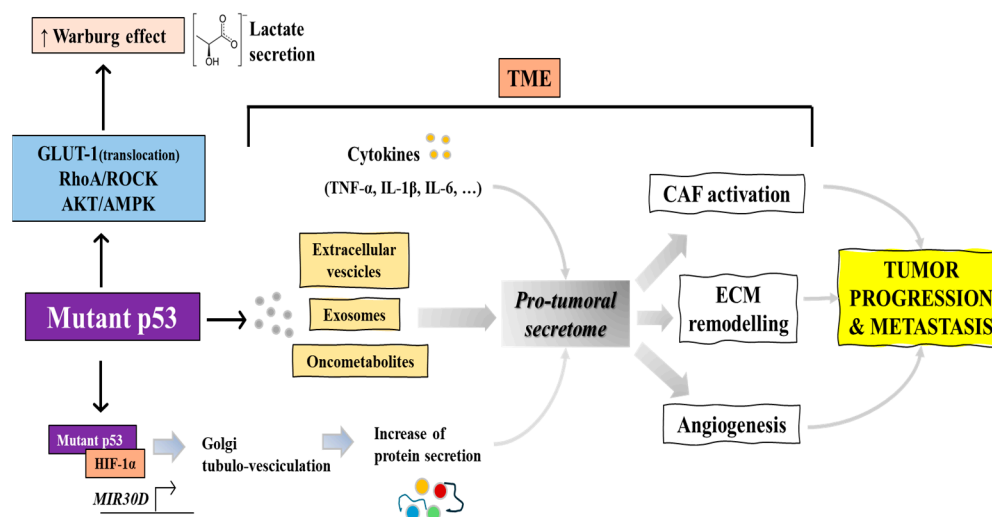 ↑ Warburg effect
O
O
OH
−
Lactate
secretion
TME
GLUT-1(translocation)
RhoA/ROCK
AKT/AMPK
Cytokines
(TNF-α, IL-1β, IL-6, …)
CAF activation
Extracellular
vescicles
Mutant p53
Exosomes
Oncometabolites
Pro-tumoral
secretome
ECM
remodelling
TUMOR
PROGRESSION
& METASTASIS
Angiogenesis
Mutant p53
HIF-1α
MIR30D
Golgi
tubulo-vesciculation
Increase of
protein secretion